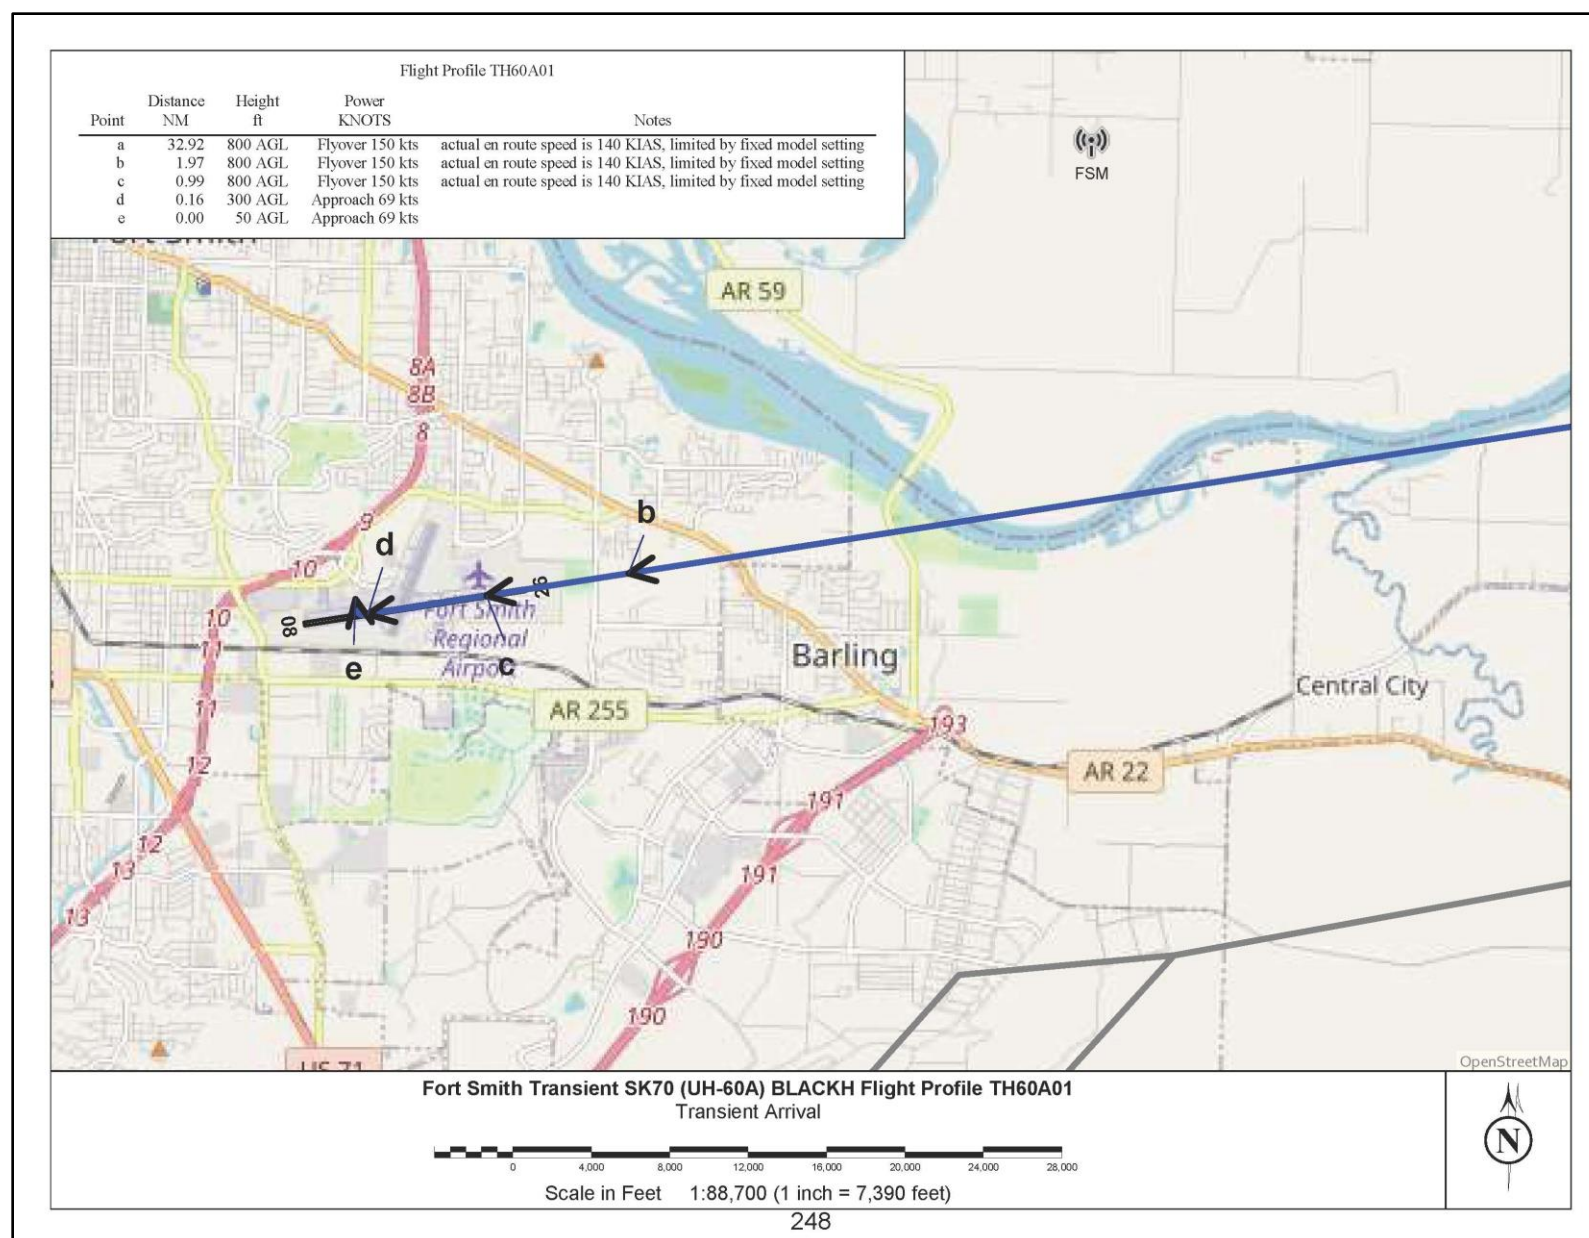 Flight Profile TH60A01
Distance Height Power
Point NM ft KNOTS Notes
a 32.92 800 AGL Flyover 150 kts actual en route speed is 140 KIAS, limited by fixed model setting
b 1.97 800 AGL Flyover 150 kts actual en route speed is 140 KIAS, limited by fixed model setting
c 0.99 800 AGL Flyover 150 kts actual en route speed is 140 KIAS, limited by fixed model setting
d 0.16 300 AGL Approach 69 kts
e 0.00 50 AGL Approach 69 kts
FSM
Fort Smith
AR 59
8A
8B
8
9
b
d
10
26
10
08
Fort Smith
Regional
Airport
11
e
c
Barling
Central City
11
AR 255
193
12
AR 22
191
12
13
191
13
190
190
US 71
OpenStreetMap
Fort Smith Transient SK70 (UH-60A) BLACKH Flight Profile TH60A01
Transient Arrival
0 4,000 8,000 12,000 16,000 20,000 24,000 28,000
Scale in Feet 1:88,700 (1 inch = 7,390 feet)
N
248